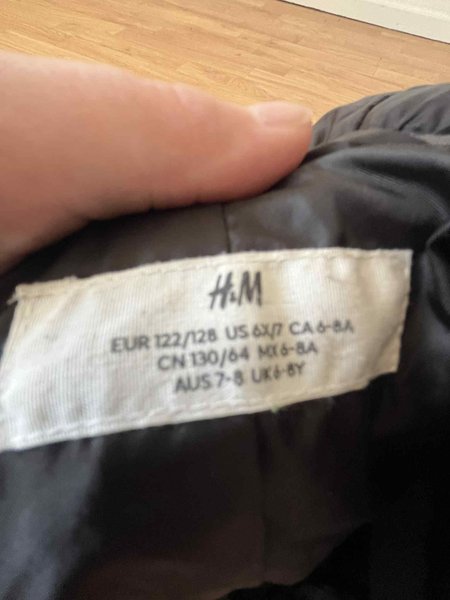 H&M
EUR 122/128 US 6X/7 CA 6-8A
CN 130/64 MX 6-8A
AUS 7-8 UK 6-8Y